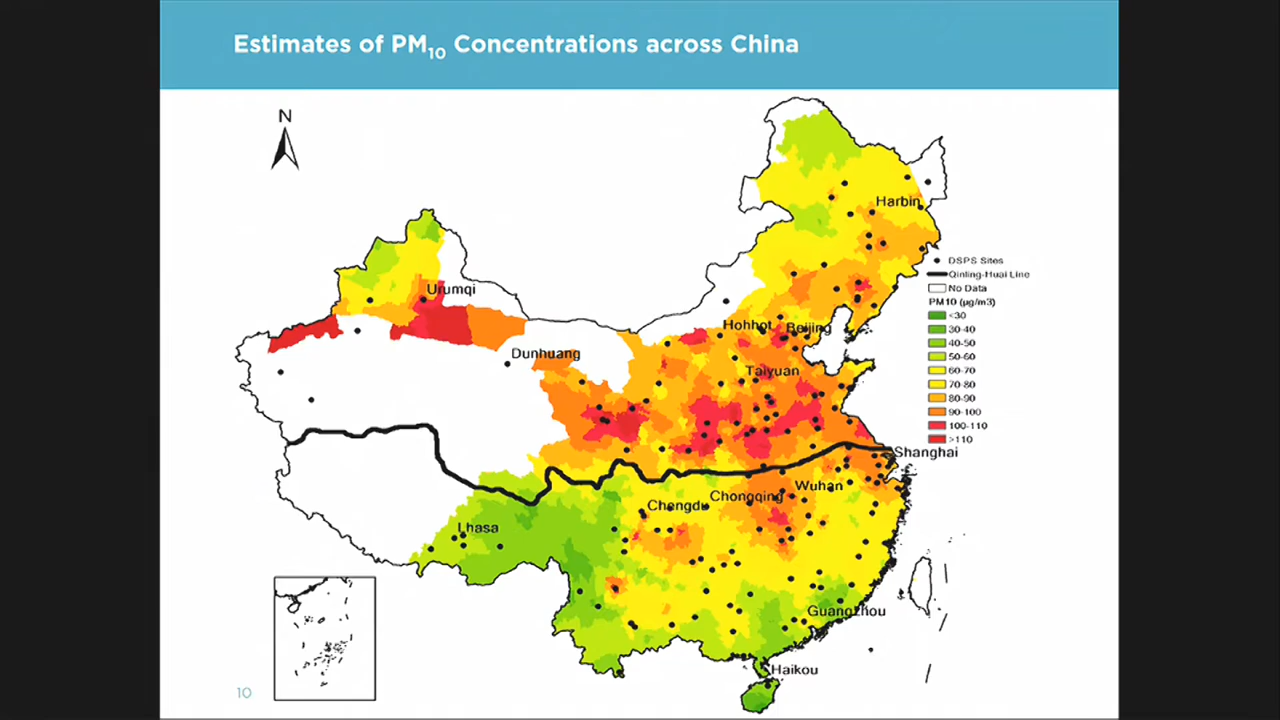 Estimates of PM10 Concentrations across China
N
Harbin
DSPS Sites
Qinling-Huai Line
No Data
PM10 (µg/m3)
<30
30-40
40-50
50-60
60-70
70-80
80-90
90-100
100-110
>110
Urumqi
Hohhot
Beijing
Dunhuang
Taiyuan
Shanghai
Wuhan
Chongqing
Chengdu
Lhasa
Guangzhou
Haikou
10